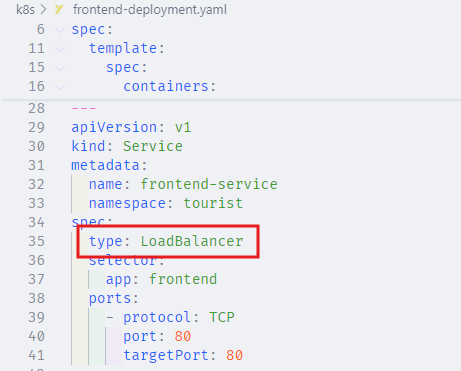 k8s > frontend-deployment.yaml
6 spec:
11 template:
15 spec:
16 containers:
28 ---
29 apiVersion: v1
30 kind: Service
31 metadata:
32 name: frontend-service
33 namespace: tourist
34 spec:
35 type: LoadBalancer
36 selector:
37 app: frontend
38 ports:
39 - protocol: TCP
40 port: 80
41 targetPort: 80